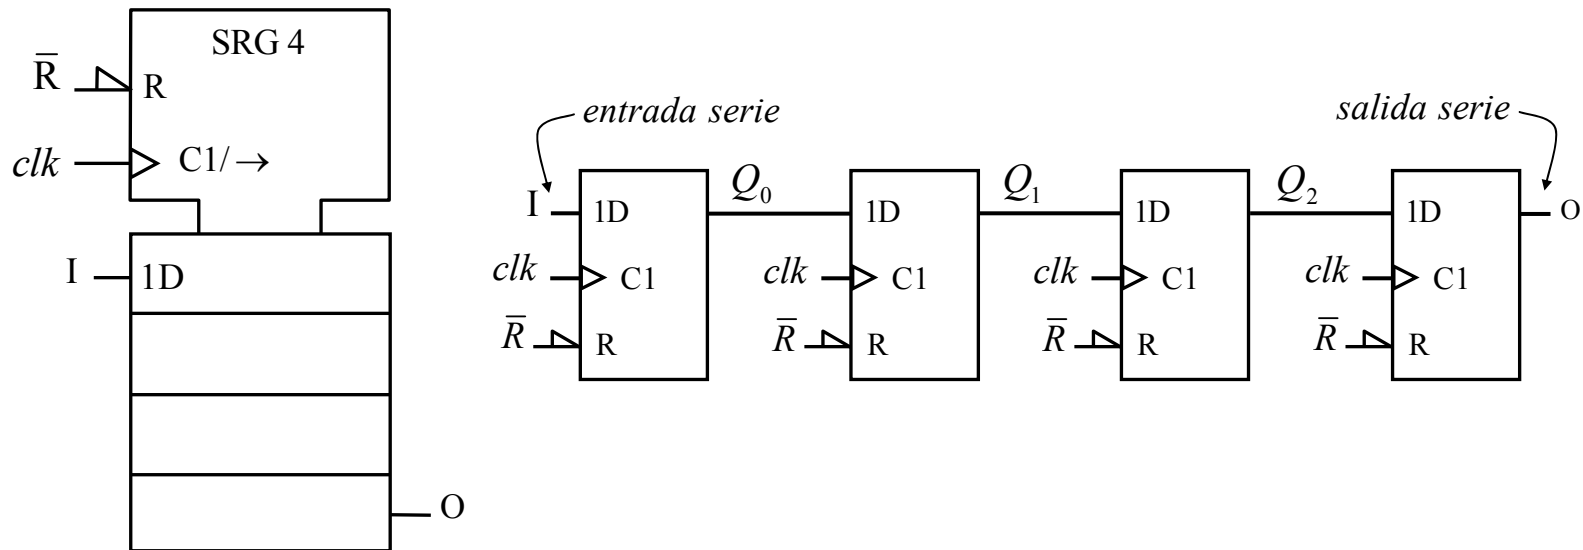 SRG 4
R̅ R
clk C1/ →
I 1D
O
entrada serie
salida serie
I 1D Q₀ 1D Q₁ 1D Q₂ 1D O
clk C1 clk C1 clk C1 clk C1
R̅ R R̅ R R̅ R R̅ R